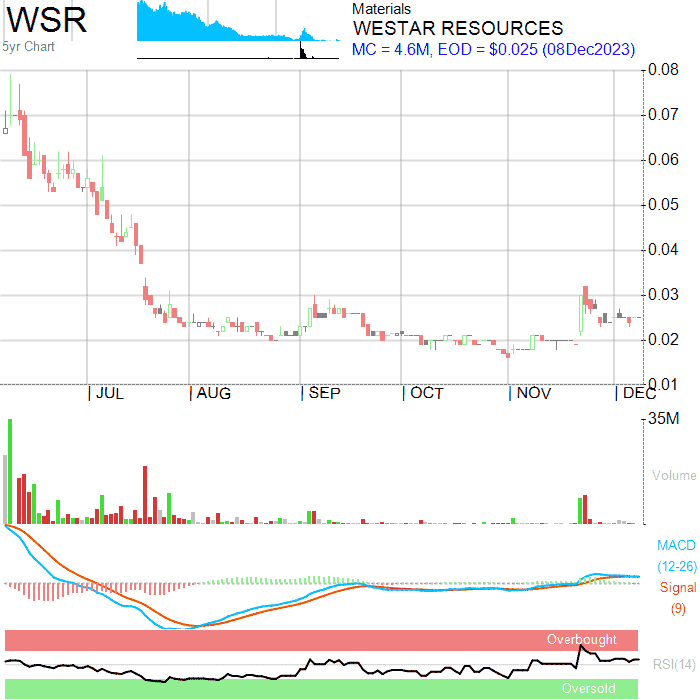 WSR
5yr Chart
Materials
WESTAR RESOURCES
MC = 4.6M, EOD = $0.025 (08Dec2023)
0.08
0.07
0.06
0.05
0.04
0.03
0.02
0.01
JUL AUG SEP OCT NOV DEC
35M
Volume
MACD
(12-26)
Signal
(9)
Overbought
RSI(14)
Oversold